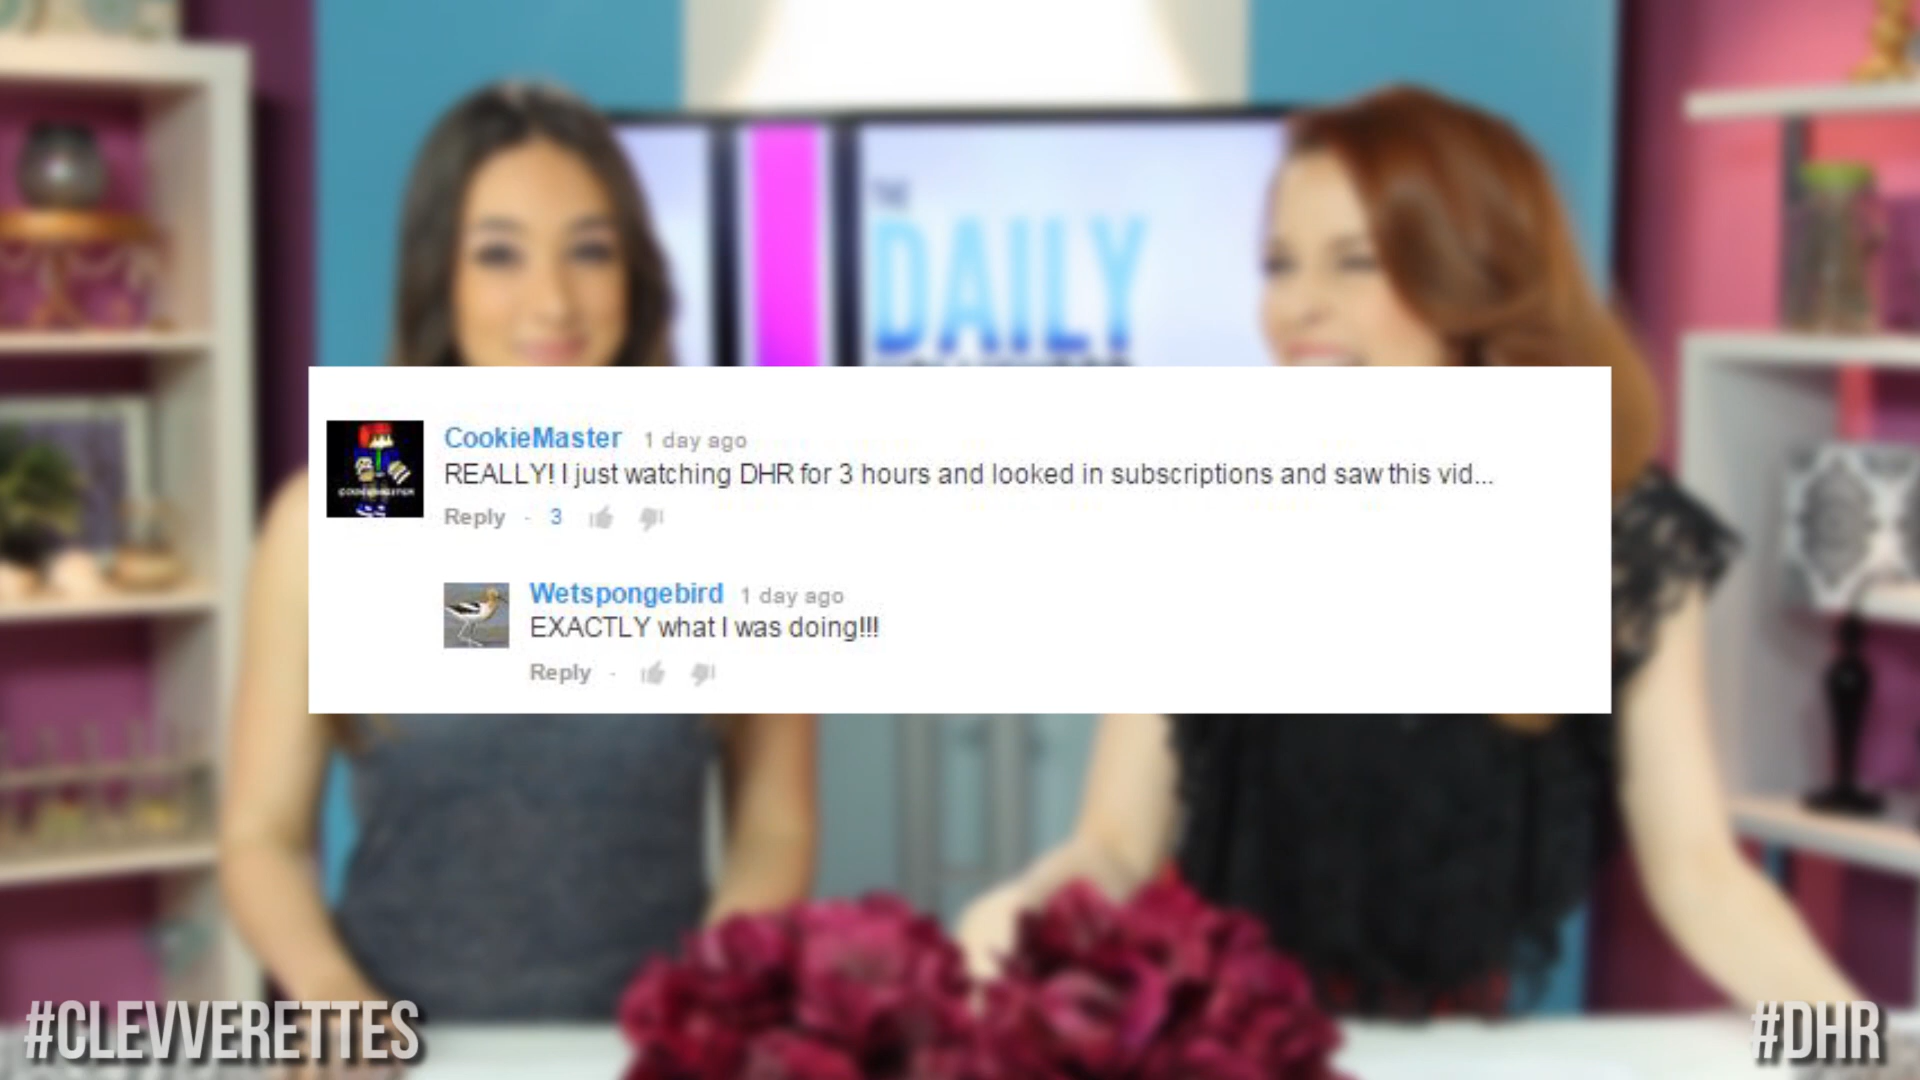 THE
DAILY
CookieMaster 1 day ago
REALLY! I just watching DHR for 3 hours and looked in subscriptions and saw this vid...
Reply · 3
Wetspongebird 1 day ago
EXACTLY what I was doing!!!
Reply ·
#CLEVVERETTES
#DHR